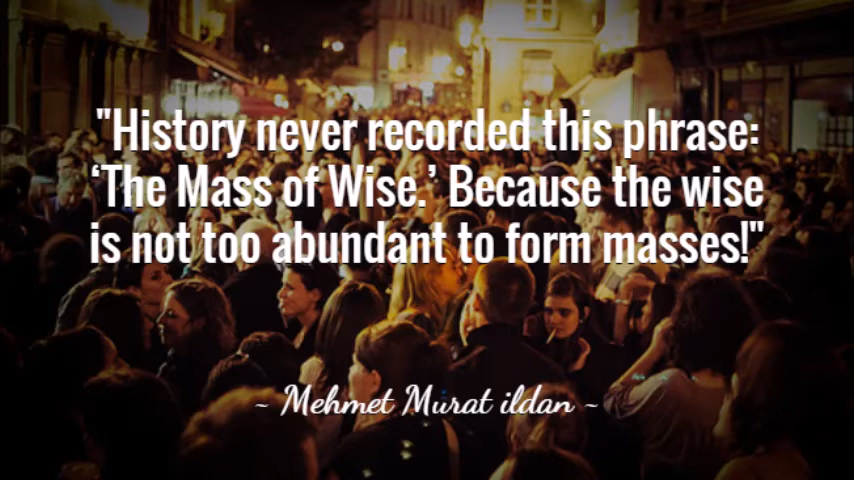 "History never recorded this phrase:
‘The Mass of Wise.’ Because the wise
is not too abundant to form masses!"
~ Mehmet Murat ildan ~